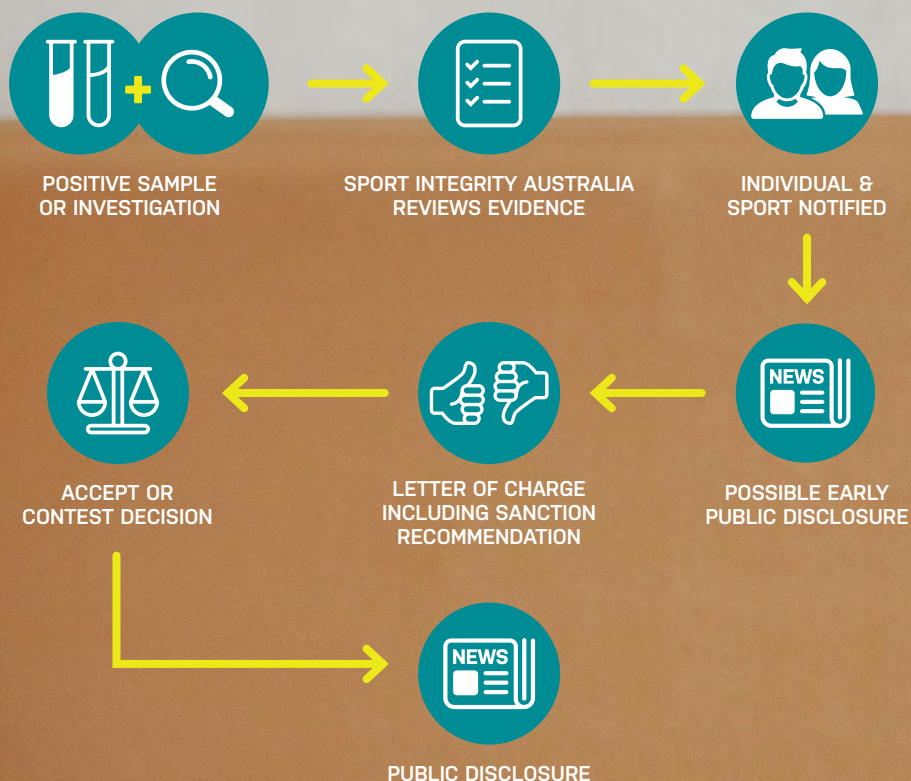 POSITIVE SAMPLE
OR INVESTIGATION
SPORT INTEGRITY AUSTRALIA
REVIEWS EVIDENCE
INDIVIDUAL &
SPORT NOTIFIED
NEWS
POSSIBLE EARLY
PUBLIC DISCLOSURE
LETTER OF CHARGE
INCLUDING SANCTION
RECOMMENDATION
ACCEPT OR
CONTEST DECISION
NEWS
PUBLIC DISCLOSURE